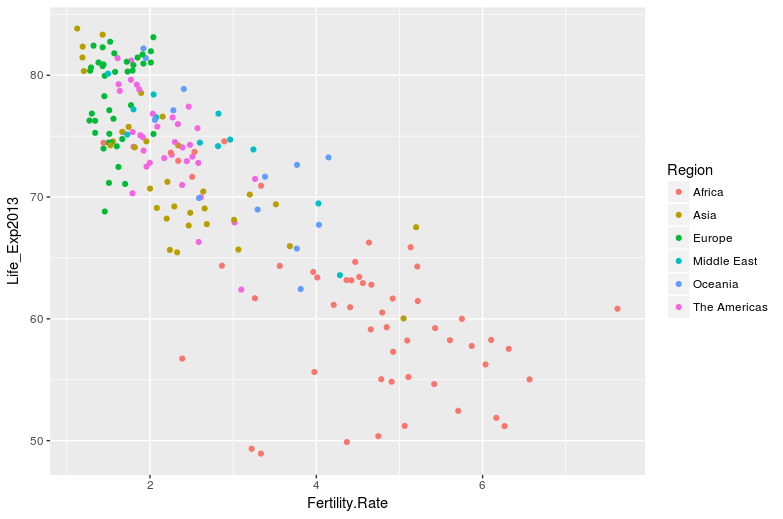 80
70
60
50
Life_Exp2013
2
4
6
Fertility.Rate
Region
Africa
Asia
Europe
Middle East
Oceania
The Americas